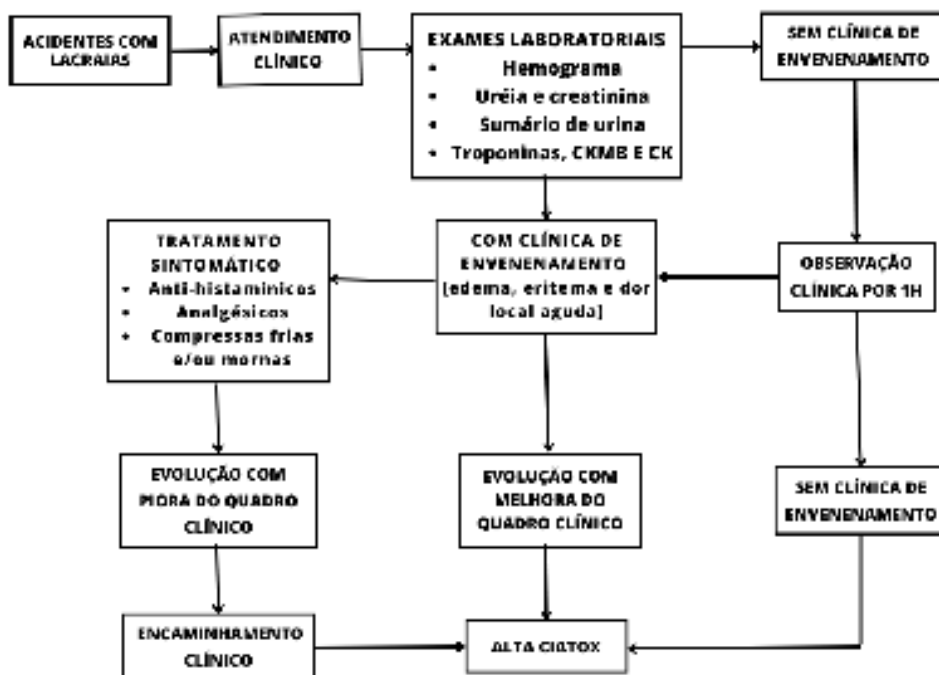 ACIDENTES COM
LACRAIAS
ATENDIMENTO
CLÍNICO
EXAMES LABORATORIAIS
• Hemograma
• Uréia e creatinina
• Sumário de urina
• Troponinas, CKMB E CK
SEM CLÍNICA DE
ENVENENAMENTO
TRATAMENTO
SINTOMÁTICO
• Anti-histamínicos
• Analgésicos
• Compressas frias
e/ou mornas
COM CLÍNICA DE
ENVENENAMENTO
(edema, eritema e dor
local aguda)
OBSERVAÇÃO
CLÍNICA POR 1H
EVOLUÇÃO COM
PIORA DO QUADRO
CLÍNICO
EVOLUÇÃO COM
MELHORA DO
QUADRO CLÍNICO
SEM CLÍNICA DE
ENVENENAMENTO
ENCAMINHAMENTO
CLÍNICO
ALTA CIATOX